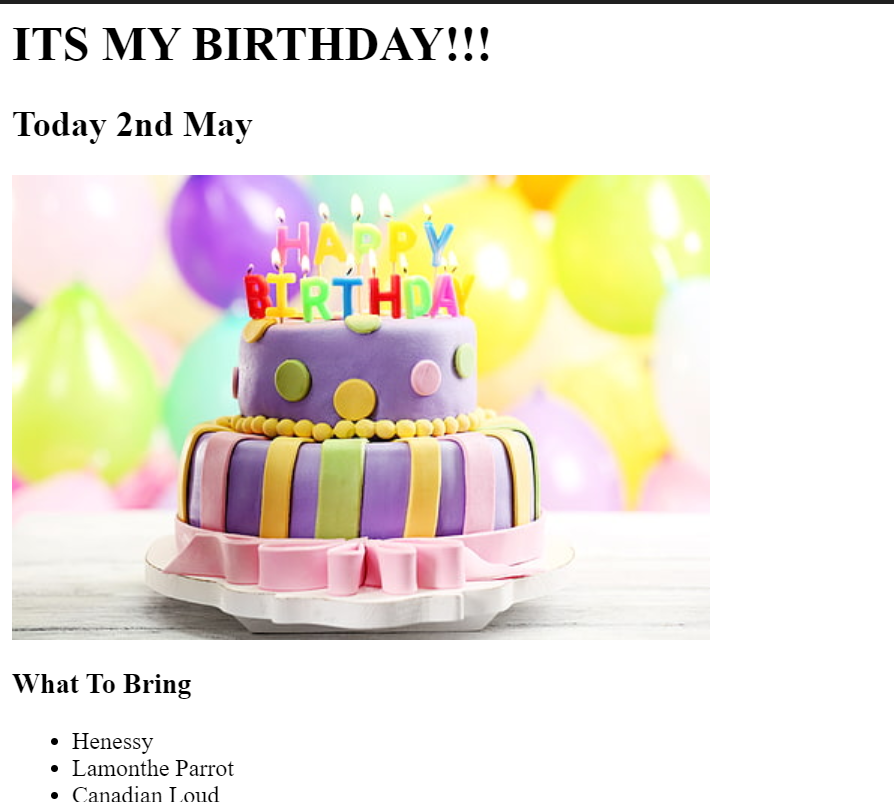 ITS MY BIRTHDAY!!!
Today 2nd May
HAPPY
BIRTHDAY
What To Bring
Henessy
Lamonthe Parrot
Canadian Loud